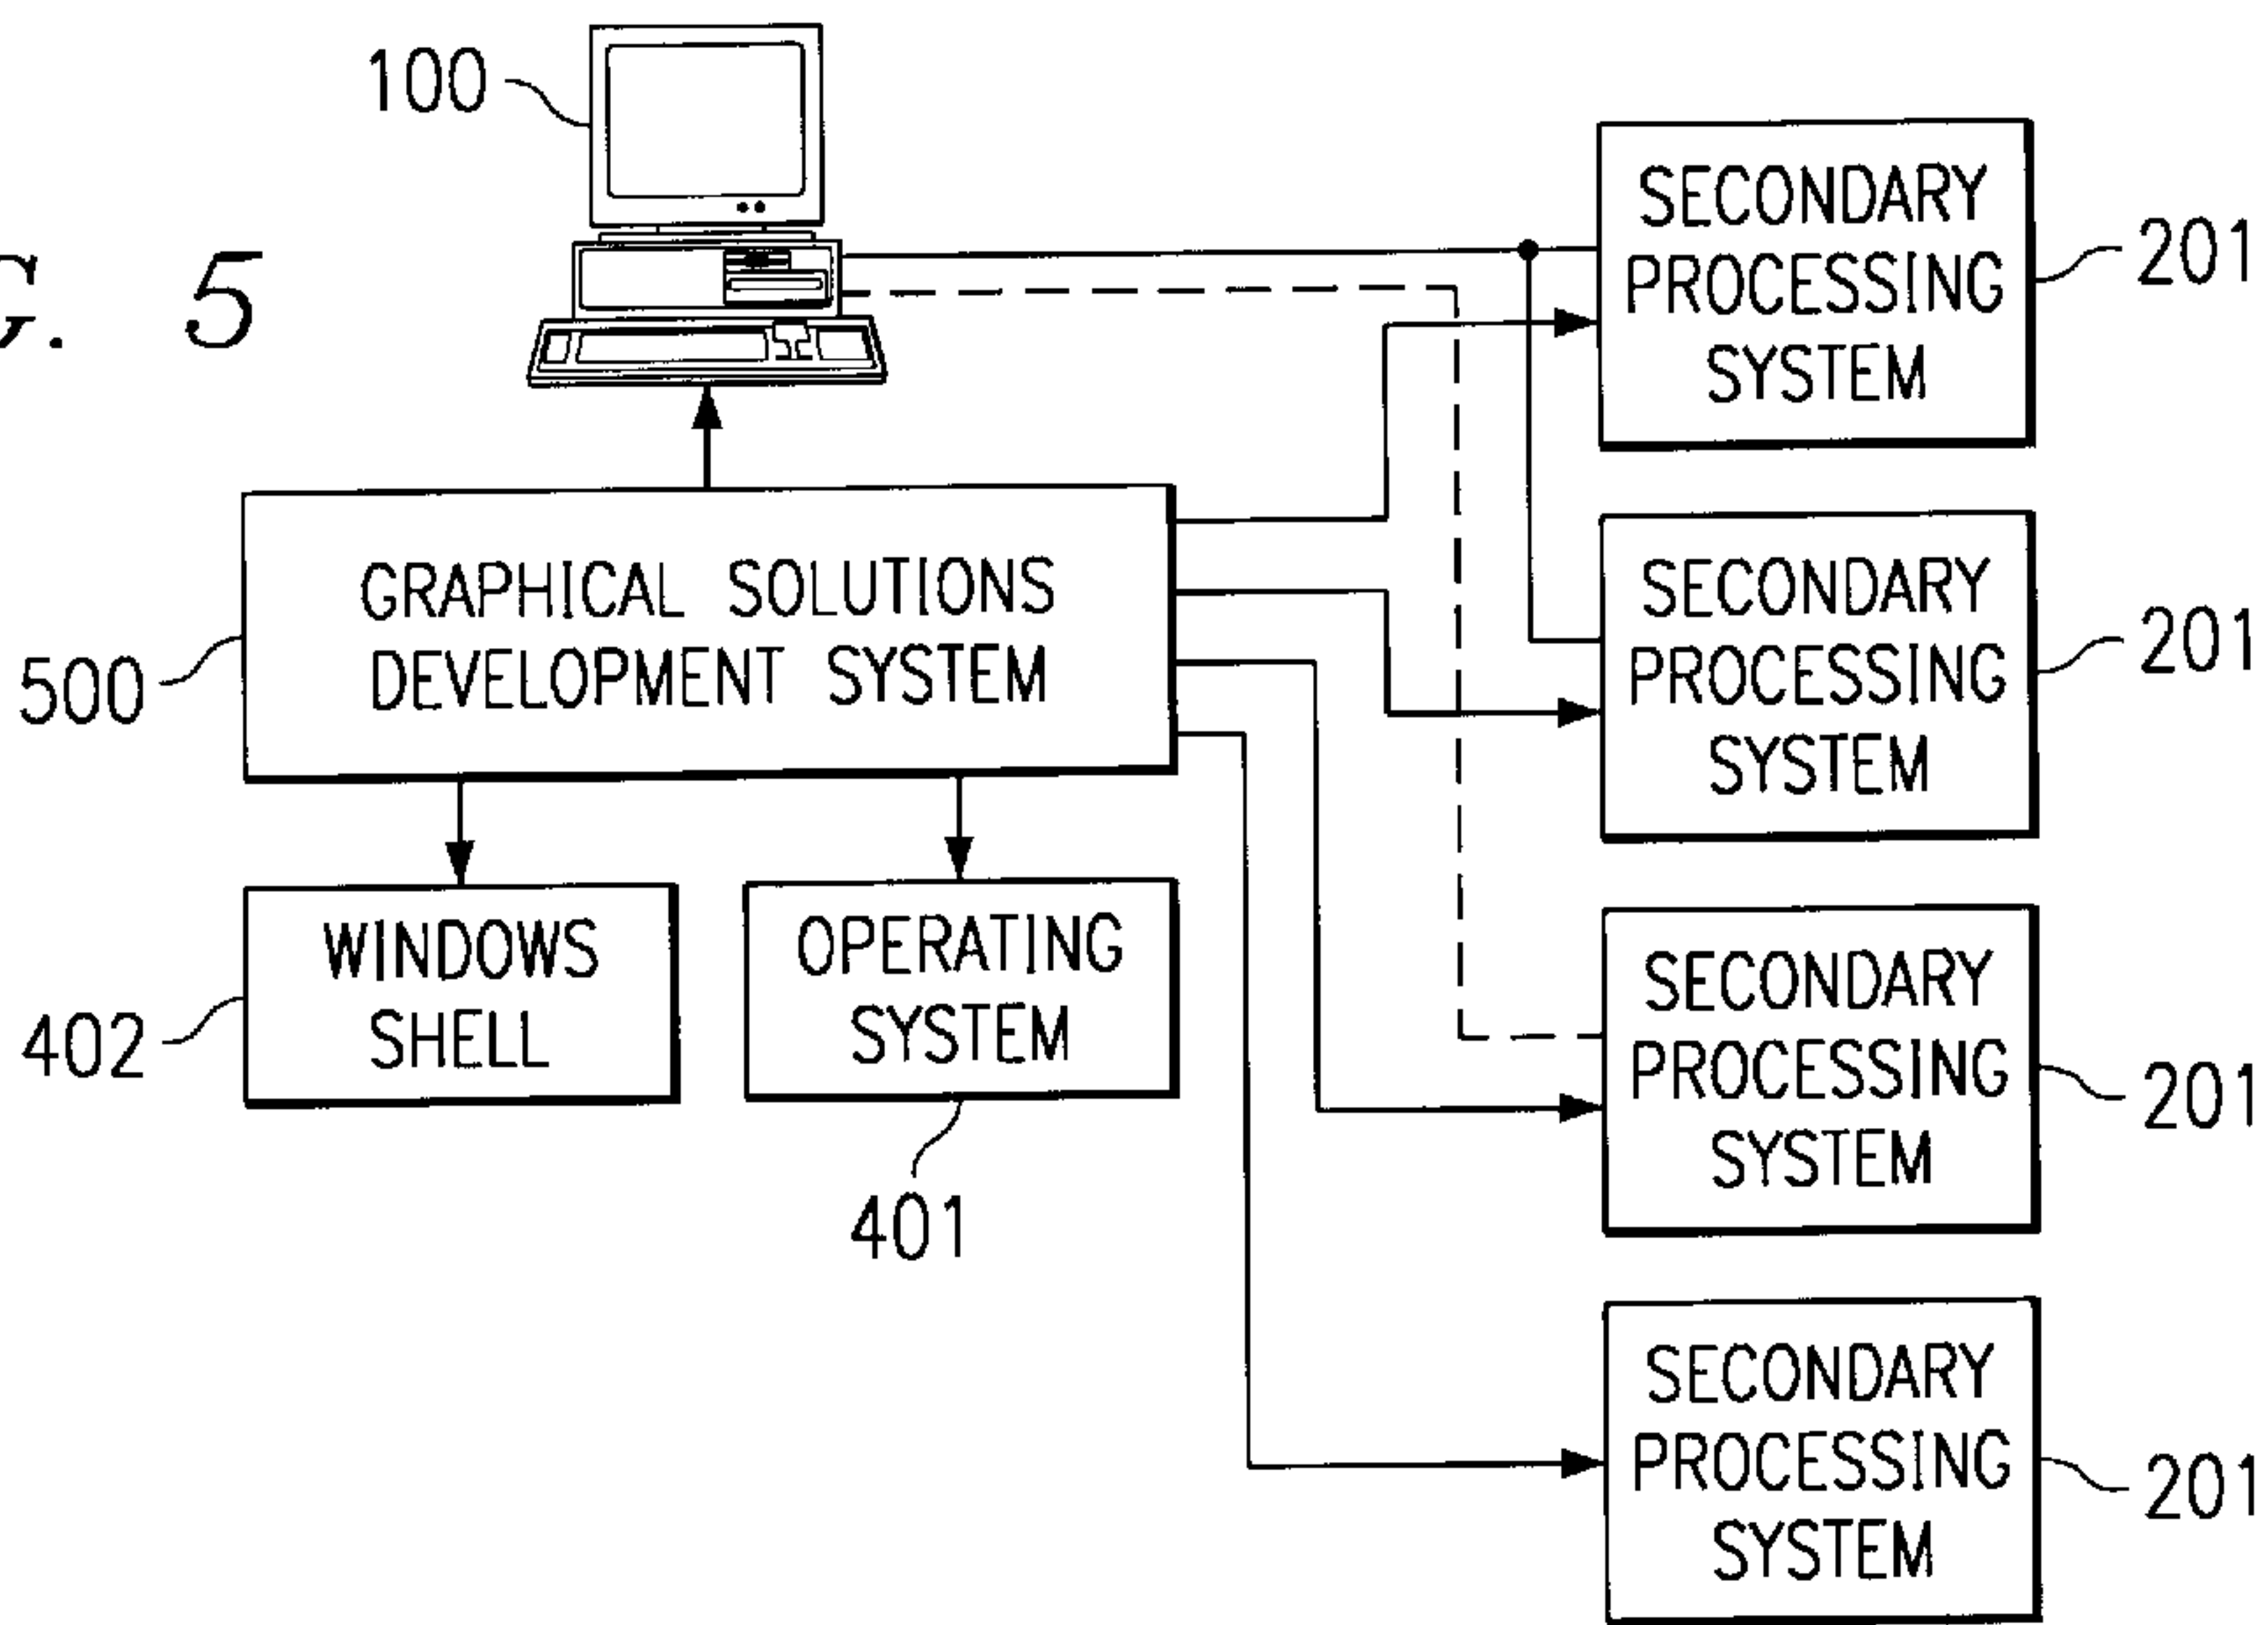 100
5
SECONDARY
PROCESSING
SYSTEM
201
GRAPHICAL SOLUTIONS
DEVELOPMENT SYSTEM
500
SECONDARY
PROCESSING
SYSTEM
201
WINDOWS
SHELL
402
OPERATING
SYSTEM
401
SECONDARY
PROCESSING
SYSTEM
201
SECONDARY
PROCESSING
SYSTEM
201